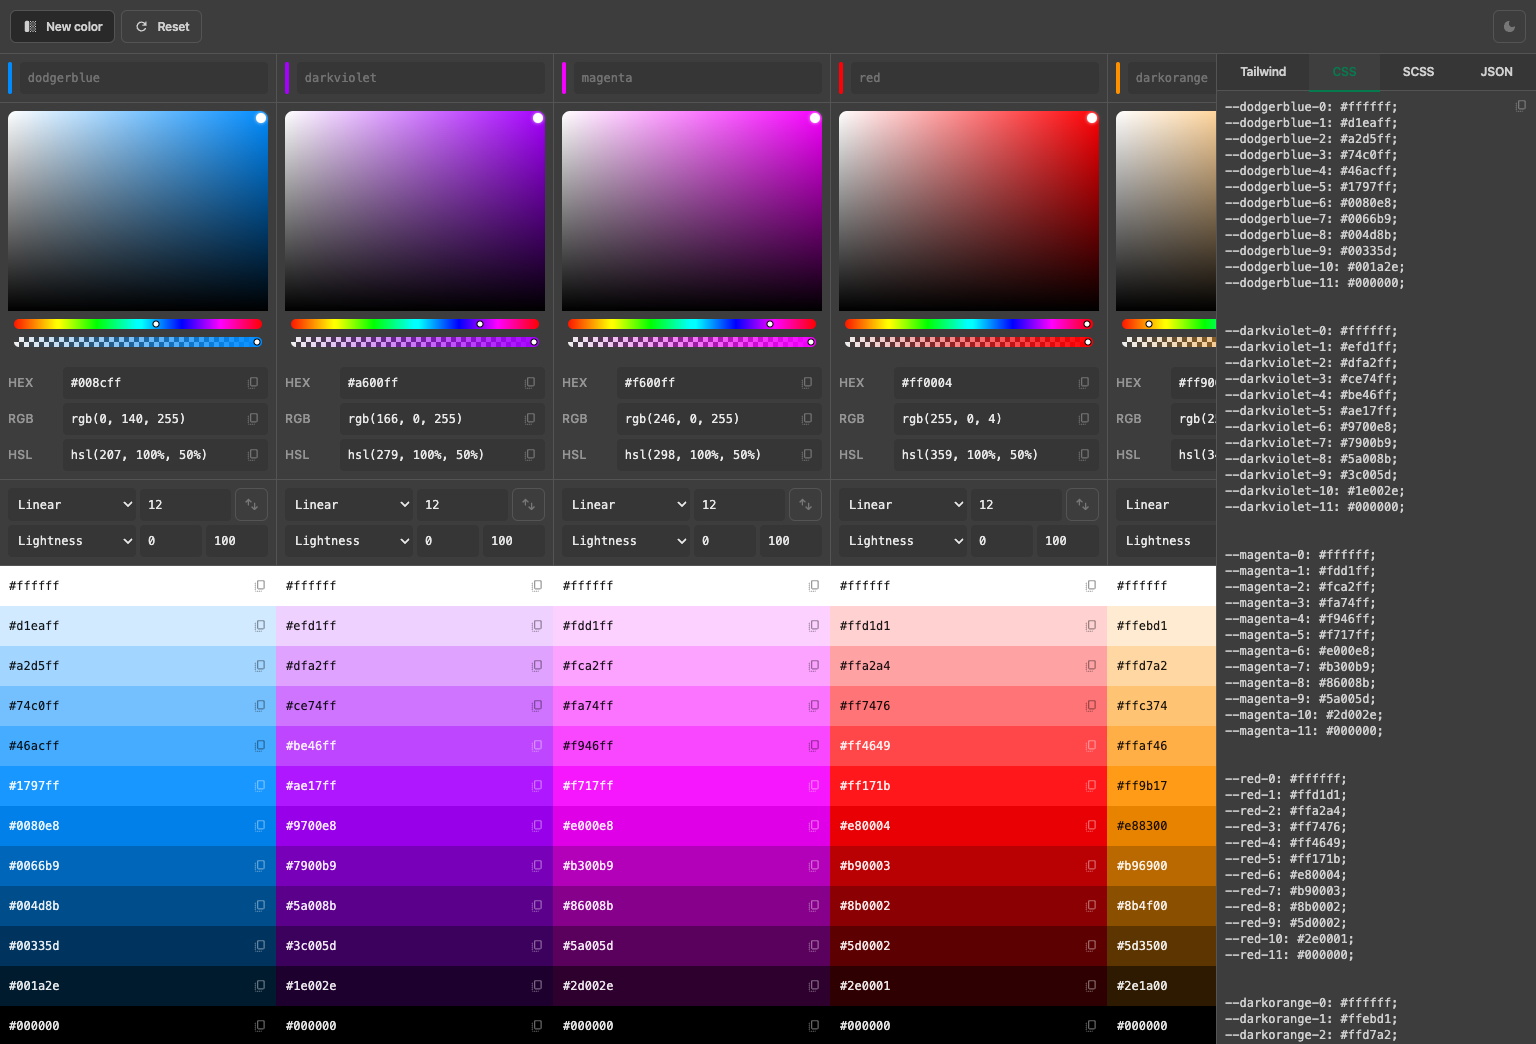 New color
Reset
dodgerblue
darkviolet
magenta
red
darkorange
Tailwind
CSS
SCSS
JSON
HEX #008cff
RGB rgb(0, 140, 255)
HSL hsl(207, 100%, 50%)
Linear 12
Lightness 0 100
#ffffff
#d1eaff
#a2d5ff
#74c0ff
#46acff
#1797ff
#0080e8
#0066b9
#004d8b
#00335d
#001a2e
#000000
HEX #a600ff
RGB rgb(166, 0, 255)
HSL hsl(279, 100%, 50%)
Linear 12
Lightness 0 100
#ffffff
#efd1ff
#dfa2ff
#ce74ff
#be46ff
#ae17ff
#9700e8
#7900b9
#5a008b
#3c005d
#1e002e
#000000
HEX #f600ff
RGB rgb(246, 0, 255)
HSL hsl(298, 100%, 50%)
Linear 12
Lightness 0 100
#ffffff
#fdd1ff
#fca2ff
#fa74ff
#f946ff
#f717ff
#e000e8
#b300b9
#86008b
#5a005d
#2d002e
#000000
HEX #ff0004
RGB rgb(255, 0, 4)
HSL hsl(359, 100%, 50%)
Linear 12
Lightness 0 100
#ffffff
#ffd1d1
#ffa2a4
#ff7476
#ff4649
#ff171b
#e80004
#b90003
#8b0002
#5d0002
#2e0001
#000000
HEX #ff90
RGB rgb(2
HSL hsl(3
Linear
Lightness
#ffffff
#ffebd1
#ffd7a2
#ffc374
#ffaf46
#ff9b17
#e88300
#b96900
#8b4f00
#5d3500
#2e1a00
#000000
--dodgerblue-0: #ffffff;
--dodgerblue-1: #d1eaff;
--dodgerblue-2: #a2d5ff;
--dodgerblue-3: #74c0ff;
--dodgerblue-4: #46acff;
--dodgerblue-5: #1797ff;
--dodgerblue-6: #0080e8;
--dodgerblue-7: #0066b9;
--dodgerblue-8: #004d8b;
--dodgerblue-9: #00335d;
--dodgerblue-10: #001a2e;
--dodgerblue-11: #000000;
--darkviolet-0: #ffffff;
--darkviolet-1: #efd1ff;
--darkviolet-2: #dfa2ff;
--darkviolet-3: #ce74ff;
--darkviolet-4: #be46ff;
--darkviolet-5: #ae17ff;
--darkviolet-6: #9700e8;
--darkviolet-7: #7900b9;
--darkviolet-8: #5a008b;
--darkviolet-9: #3c005d;
--darkviolet-10: #1e002e;
--darkviolet-11: #000000;
--magenta-0: #ffffff;
--magenta-1: #fdd1ff;
--magenta-2: #fca2ff;
--magenta-3: #fa74ff;
--magenta-4: #f946ff;
--magenta-5: #f717ff;
--magenta-6: #e000e8;
--magenta-7: #b300b9;
--magenta-8: #86008b;
--magenta-9: #5a005d;
--magenta-10: #2d002e;
--magenta-11: #000000;
--red-0: #ffffff;
--red-1: #ffd1d1;
--red-2: #ffa2a4;
--red-3: #ff7476;
--red-4: #ff4649;
--red-5: #ff171b;
--red-6: #e80004;
--red-7: #b90003;
--red-8: #8b0002;
--red-9: #5d0002;
--red-10: #2e0001;
--red-11: #000000;
--darkorange-0: #ffffff;
--darkorange-1: #ffebd1;
--darkorange-2: #ffd7a2;